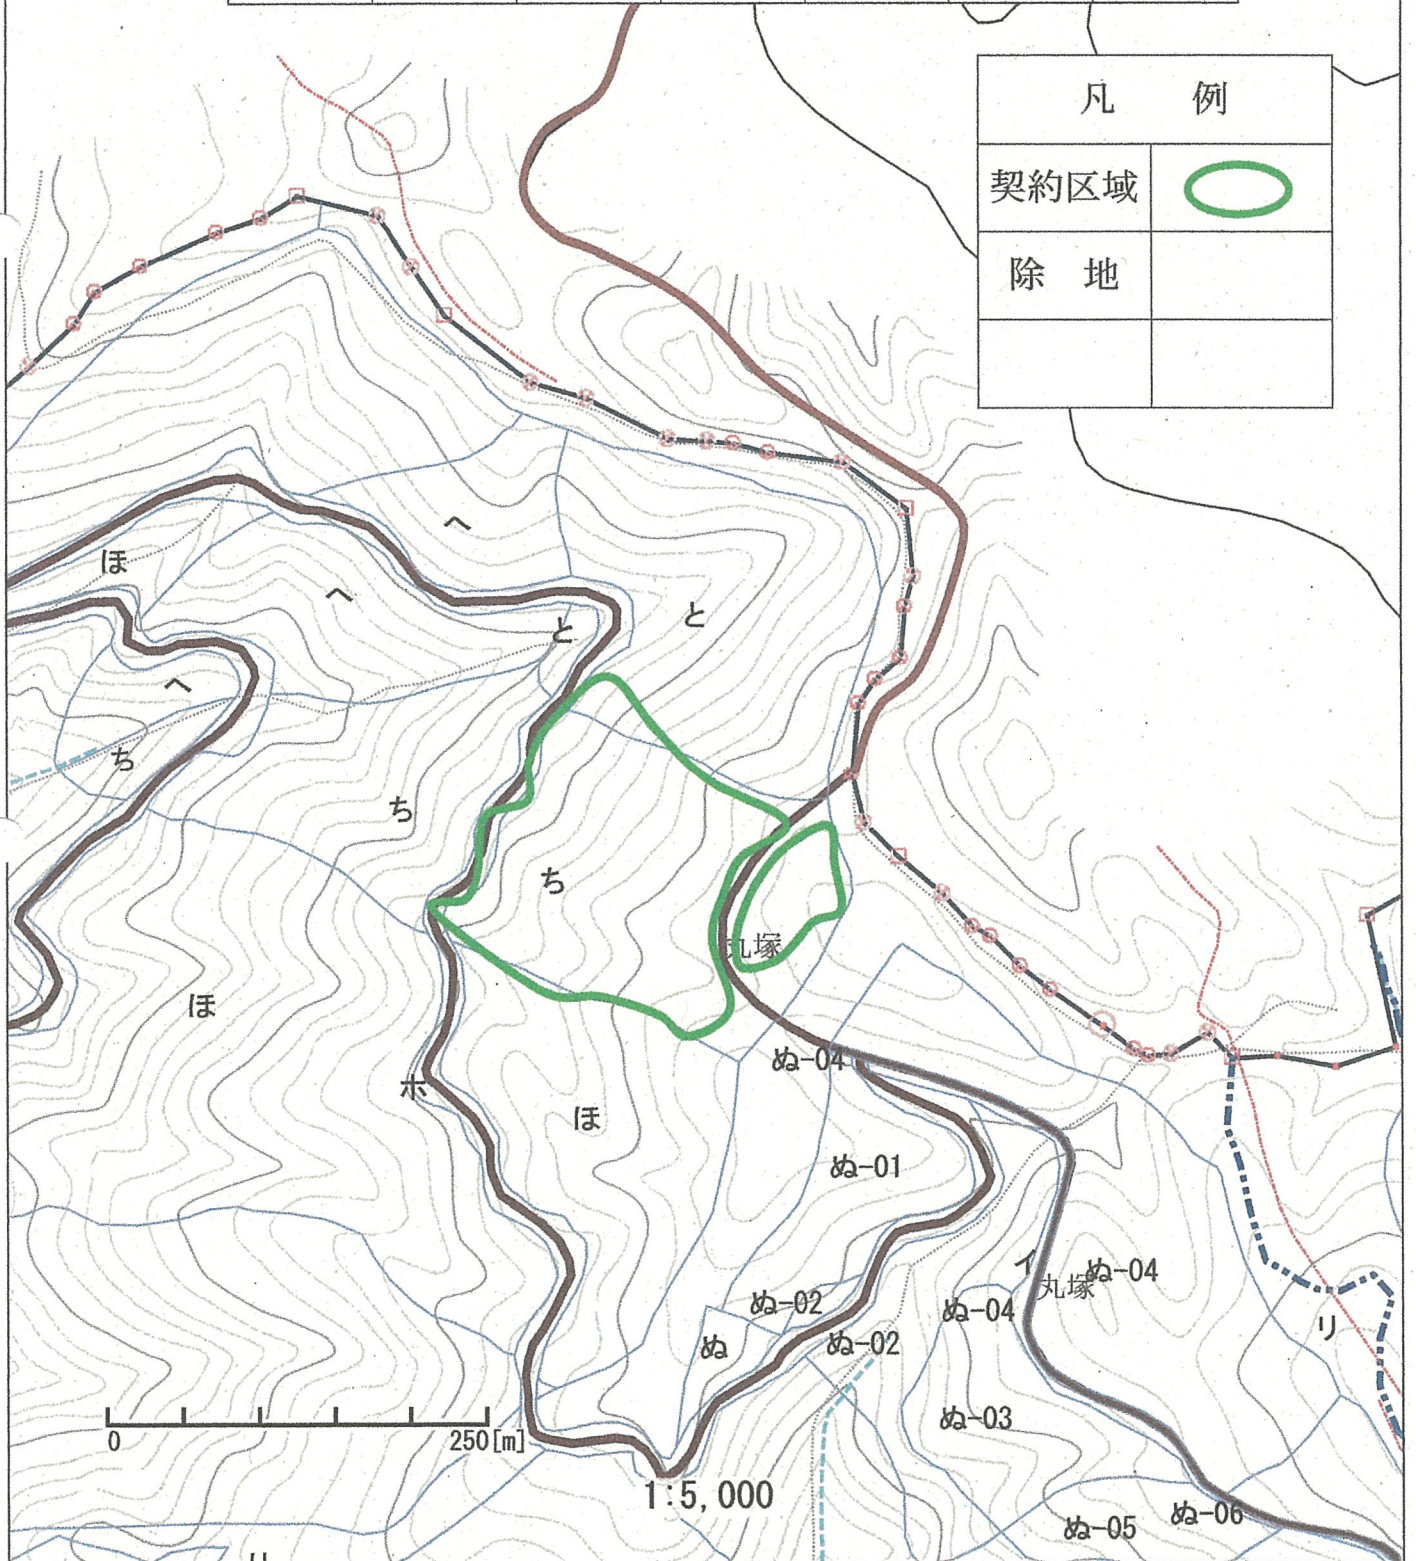 凡 例
契約区域
除 地
へ
ほ
へ
と
と
へ
ち
ち
ち
丸塚
ほ
ぬ-04
ホ
ほ
ぬ-01
イ
ぬ-04
丸塚
ぬ-02
ぬ-04
リ
ぬ
ぬ-02
ぬ-03
0 250[m]
1:5,000
ぬ-06
ぬ-05